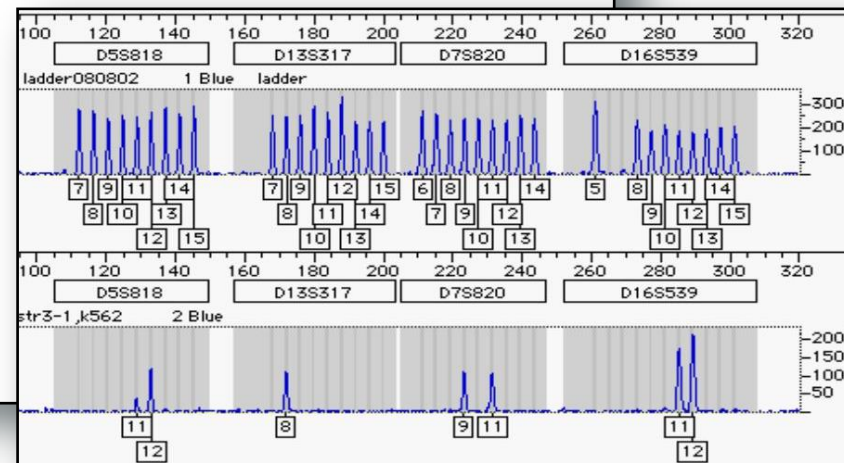 100 120 140 160 180 200 220 240 260 280 300 320
D5S818 D13S317 D7S820 D16S539
ladder080802 1 Blue ladder
300
200
100
7 9 11 14 7 9 12 15 6 8 11 14 5 8 11 14
8 10 13 8 11 14 7 9 12 9 12 15
12 15 10 13 10 13 10 13
100 120 140 160 180 200 220 240 260 280 300 320
D5S818 D13S317 D7S820 D16S539
str3-1,k562 2 Blue
200
150
100
50
11 8 9 11 11
12 12